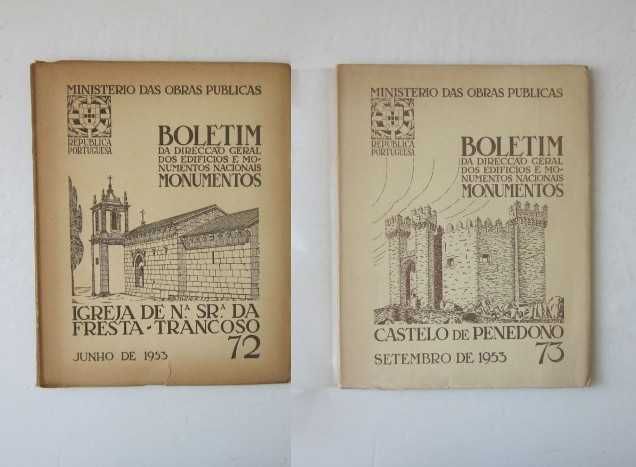 MINISTERIO DAS OBRAS PUBLICAS
REPUBLICA
PORTUGUESA
BOLETIM
DA DIRECÇÃO GERAL
DOS EDIFICIOS E MO-
NUMENTOS NACIONAIS
MONUMENTOS
IGREJA DE Nª. SRª. DA
FRESTA-TRANCOSO
JUNHO DE 1953
72
MINISTERIO DAS OBRAS PUBLICAS
REPUBLICA
PORTUGUESA
BOLETIM
DA DIRECÇÃO GERAL
DOS EDIFICIOS E MO-
NUMENTOS NACIONAIS
MONUMENTOS
CASTELO DE PENEDONO
SETEMBRO DE 1953
73